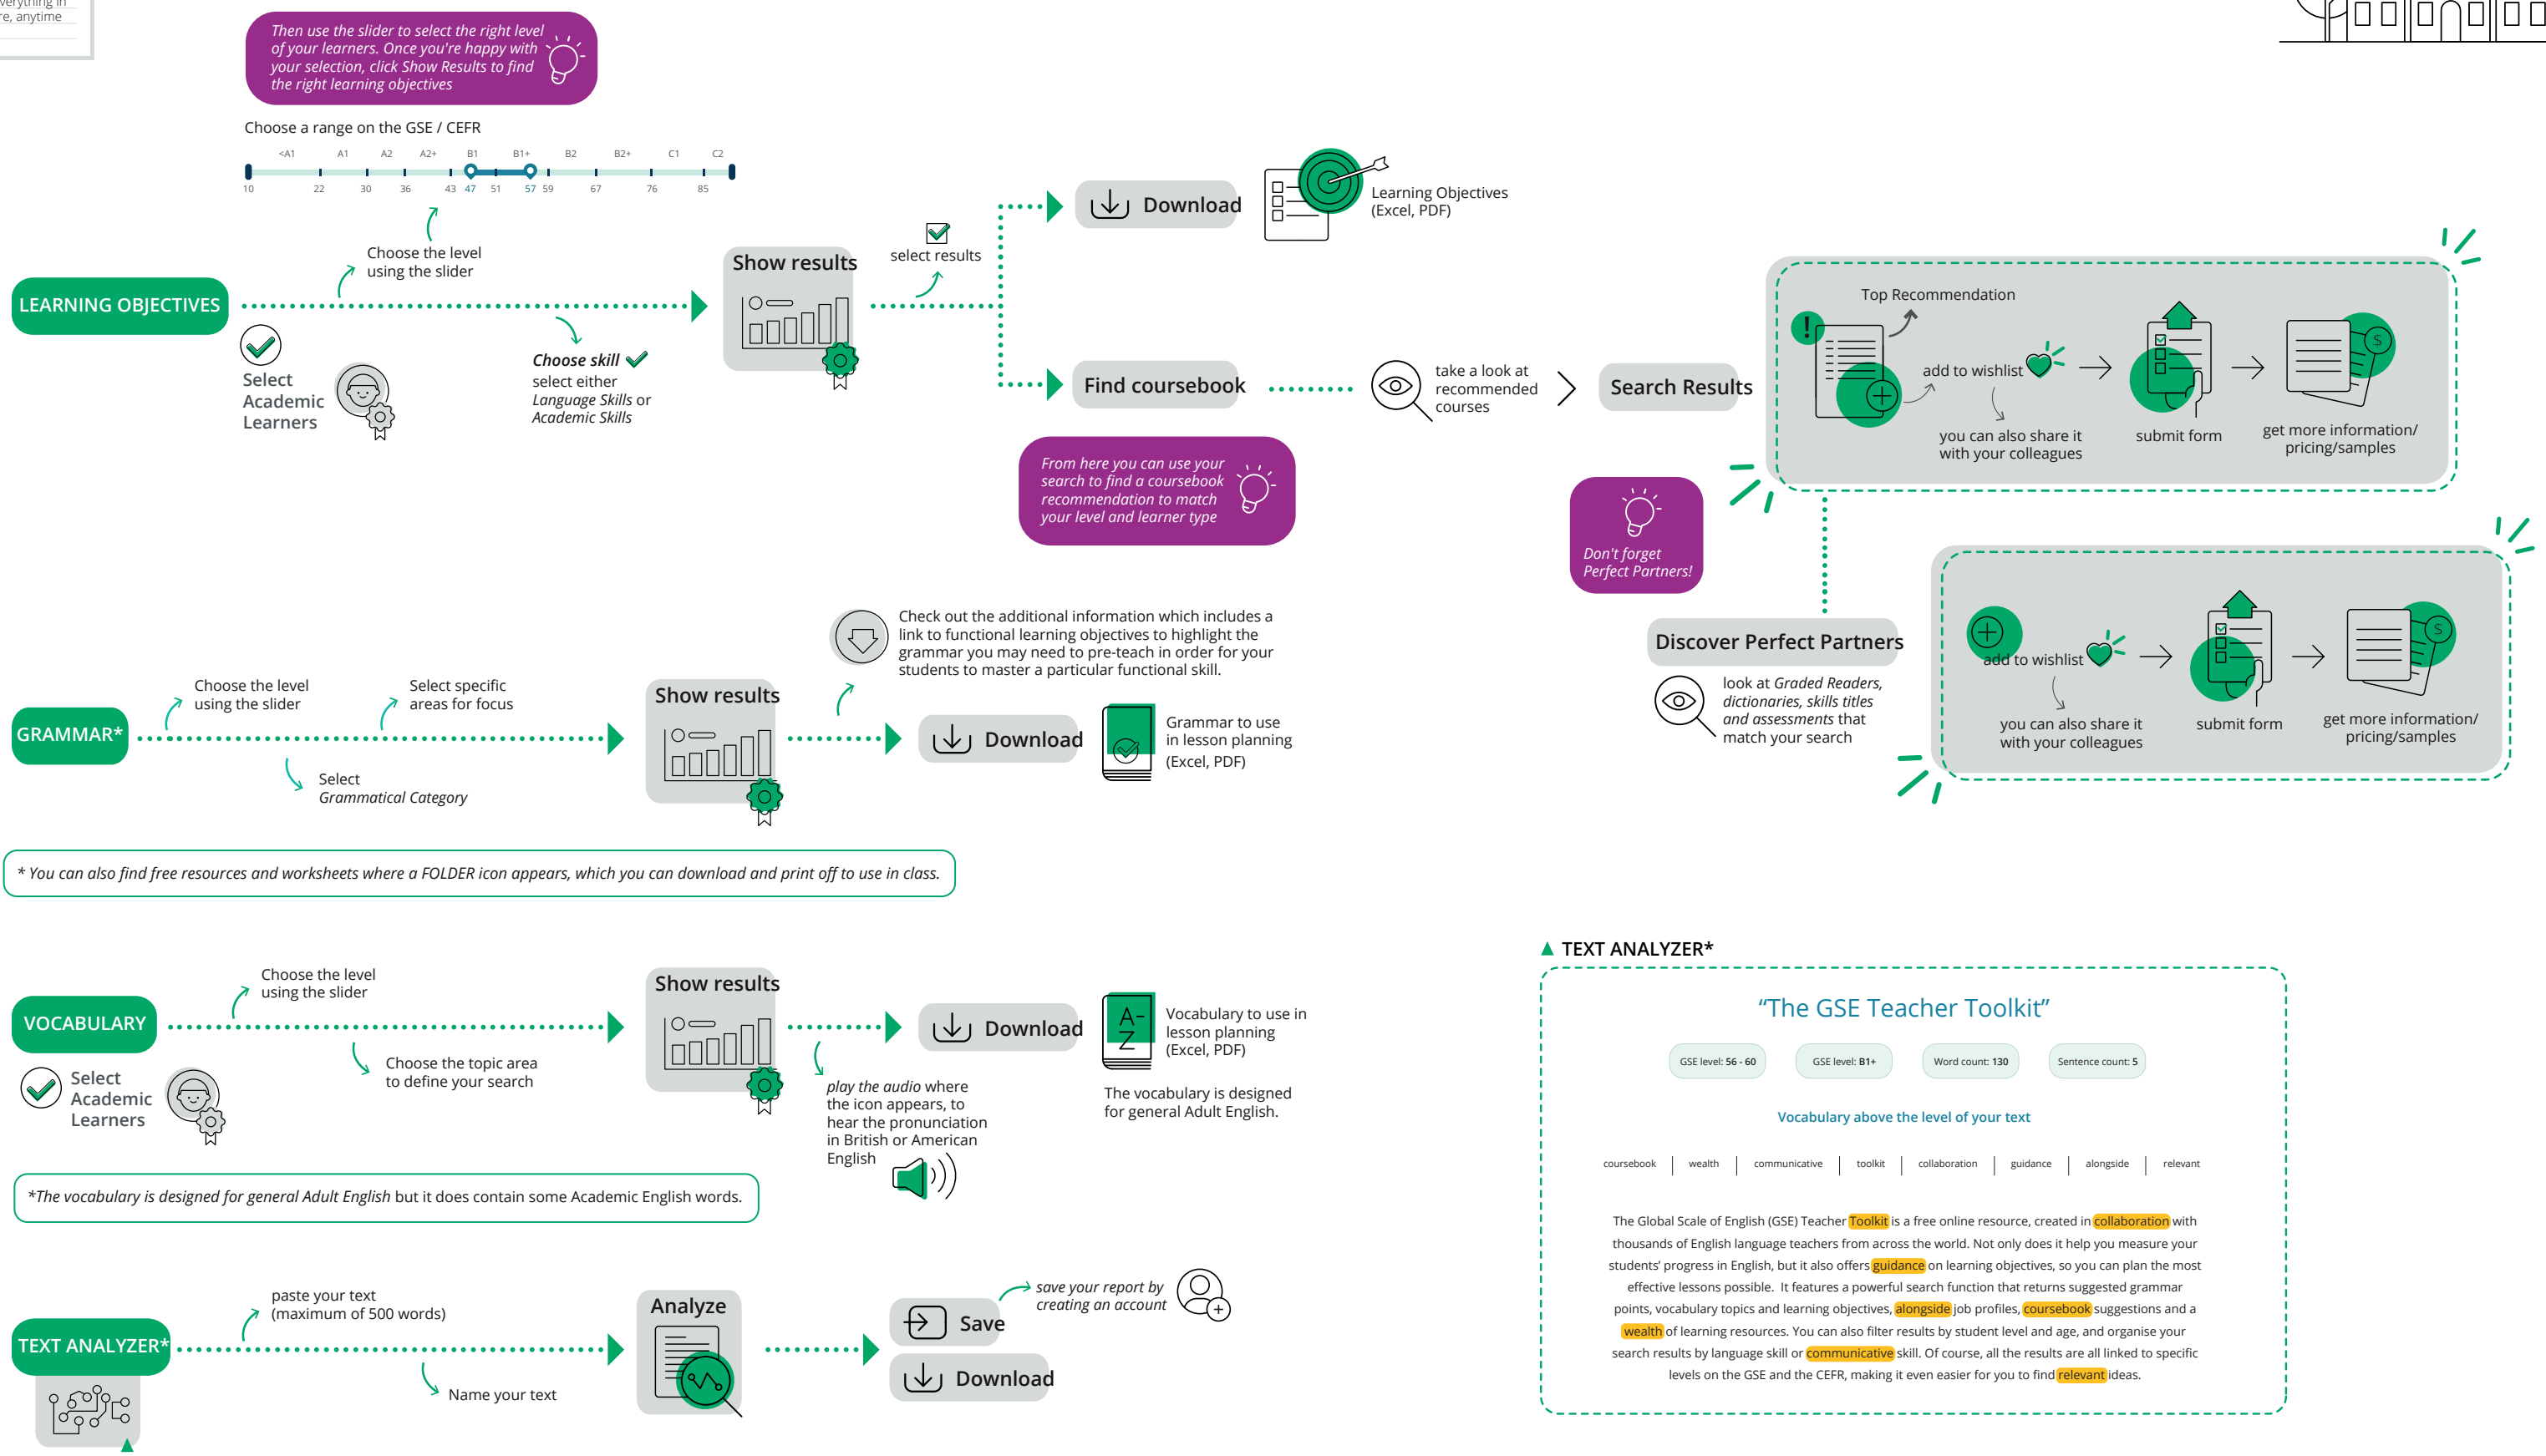 everything in
re, anytime
Then use the slider to select the right level
of your learners. Once you're happy with
your selection, click Show Results to find
the right learning objectives
Choose a range on the GSE / CEFR
<A1 A1 A2 A2+ B1 B1+ B2 B2+ C1 C2
10 22 30 36 43 47 51 57 59 67 76 85
Choose the level
using the slider
LEARNING OBJECTIVES
Select
Academic
Learners
Choose skill
select either
Language Skills or
Academic Skills
Show results
select results
Download
Learning Objectives
(Excel, PDF)
Find coursebook
take a look at
recommended
courses
Search Results
From here you can use your
search to find a coursebook
recommendation to match
your level and learner type
!
Top Recommendation
add to wishlist
you can also share it
with your colleagues
submit form
S
get more information/
pricing/samples
Don't forget
Perfect Partners!
Discover Perfect Partners
look at Graded Readers,
dictionaries, skills titles
and assessments that
match your search
add to wishlist
you can also share it
with your colleagues
submit form
S
get more information/
pricing/samples
GRAMMAR*
Choose the level
using the slider
Select specific
areas for focus
Select
Grammatical Category
Show results
Check out the additional information which includes a
link to functional learning objectives to highlight the
grammar you may need to pre-teach in order for your
students to master a particular functional skill.
Download
Grammar to use
in lesson planning
(Excel, PDF)
* You can also find free resources and worksheets where a FOLDER icon appears, which you can download and print off to use in class.
VOCABULARY
Select
Academic
Learners
Choose the level
using the slider
Choose the topic area
to define your search
Show results
play the audio where
the icon appears, to
hear the pronunciation
in British or American
English
Download
A-
Z
Vocabulary to use in
lesson planning
(Excel, PDF)
The vocabulary is designed
for general Adult English.
*The vocabulary is designed for general Adult English but it does contain some Academic English words.
TEXT ANALYZER*
paste your text
(maximum of 500 words)
Name your text
Analyze
Save
save your report by
creating an account
Download
TEXT ANALYZER*
“The GSE Teacher Toolkit”
GSE level: 56 - 60
GSE level: B1+
Word count: 130
Sentence count: 5
Vocabulary above the level of your text
coursebook | wealth | communicative | toolkit | collaboration | guidance | alongside | relevant
The Global Scale of English (GSE) Teacher Toolkit is a free online resource, created in collaboration with
thousands of English language teachers from across the world. Not only does it help you measure your
students’ progress in English, but it also offers guidance on learning objectives, so you can plan the most
effective lessons possible. It features a powerful search function that returns suggested grammar
points, vocabulary topics and learning objectives, alongside job profiles, coursebook suggestions and a
wealth of learning resources. You can also filter results by student level and age, and organise your
search results by language skill or communicative skill. Of course, all the results are all linked to specific
levels on the GSE and the CEFR, making it even easier for you to find relevant ideas.